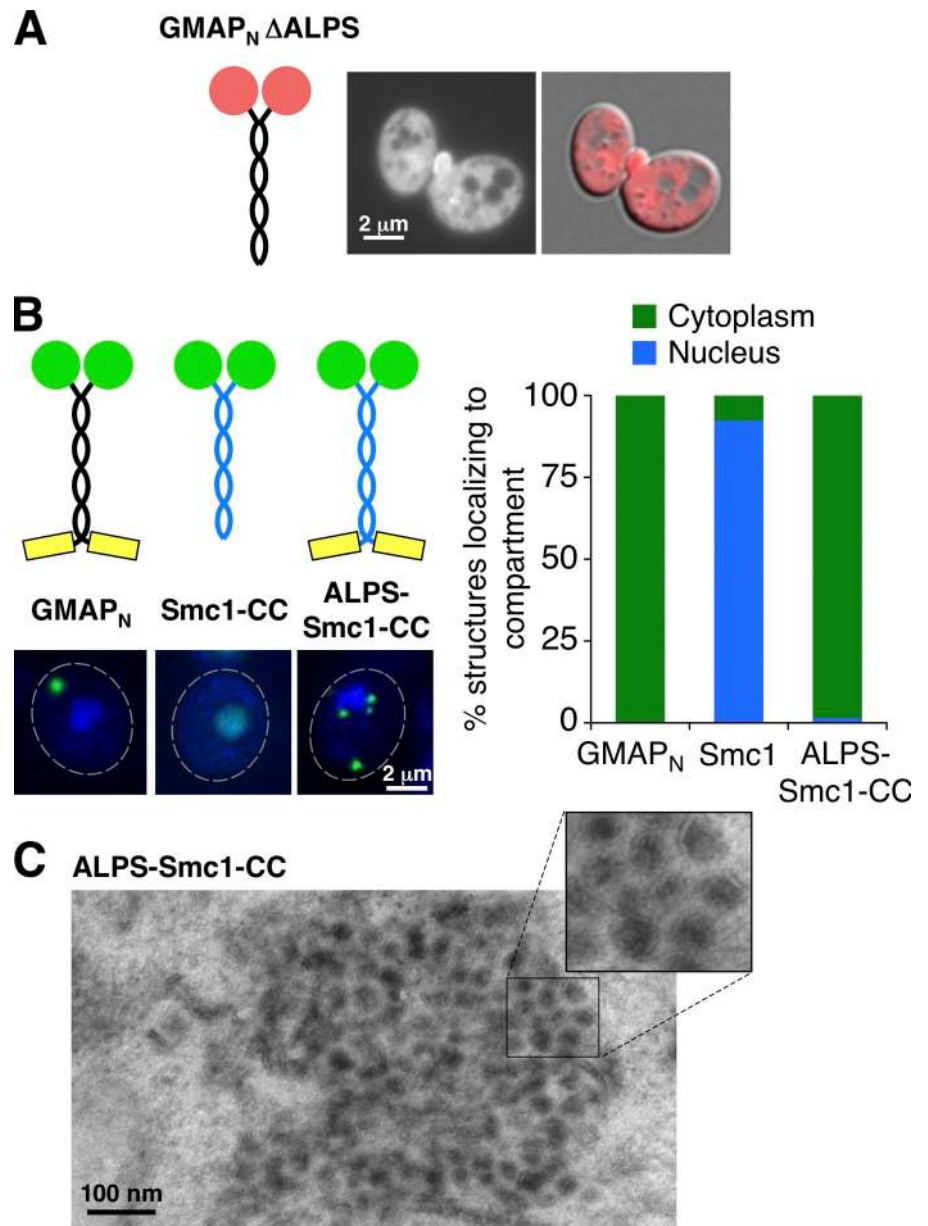 A
GMAPN ΔALPS
2 μm
B
Cytoplasm
Nucleus
GMAPN
Smc1-CC
ALPS-
Smc1-CC
2 μm
% structures localizing to
compartment
100
75
50
25
0
GMAPN
Smc1
ALPS-
Smc1-CC
C
ALPS-Smc1-CC
100 nm